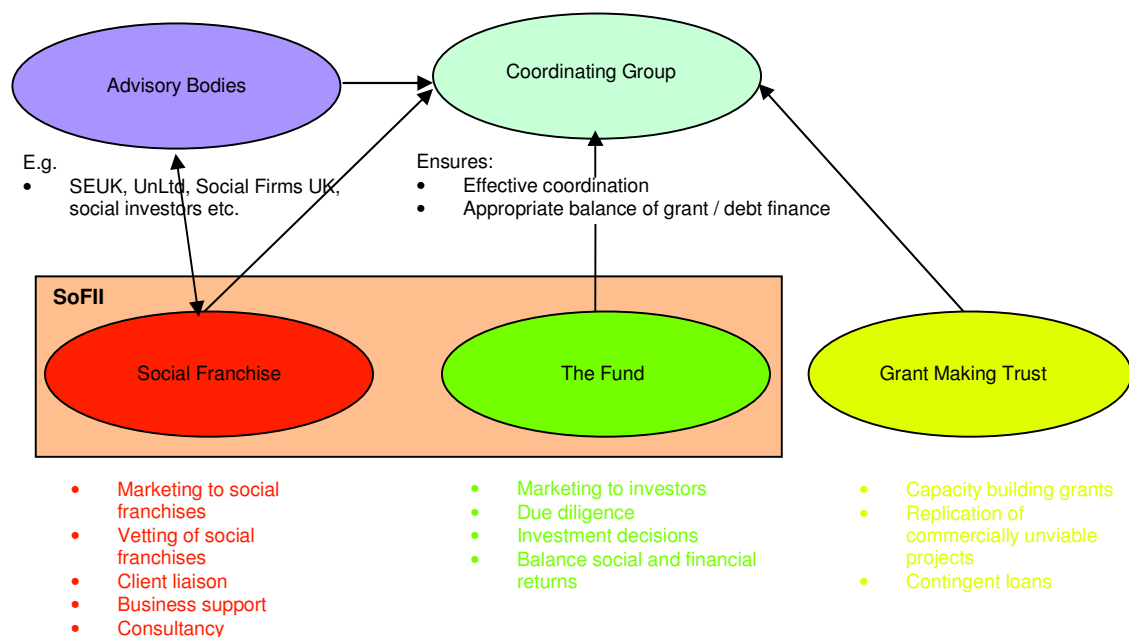 Advisory Bodies
Coordinating Group
E.g.
• SEUK, UnLtd, Social Firms UK,
social investors etc.
Ensures:
• Effective coordination
• Appropriate balance of grant / debt finance
SoFII
Social Franchise
The Fund
Grant Making Trust
• Marketing to social
franchises
• Vetting of social
franchises
• Client liaison
• Business support
• Consultancy
• Marketing to investors
• Due diligence
• Investment decisions
• Balance social and financial
returns
• Capacity building grants
• Replication of
commercially unviable
projects
• Contingent loans